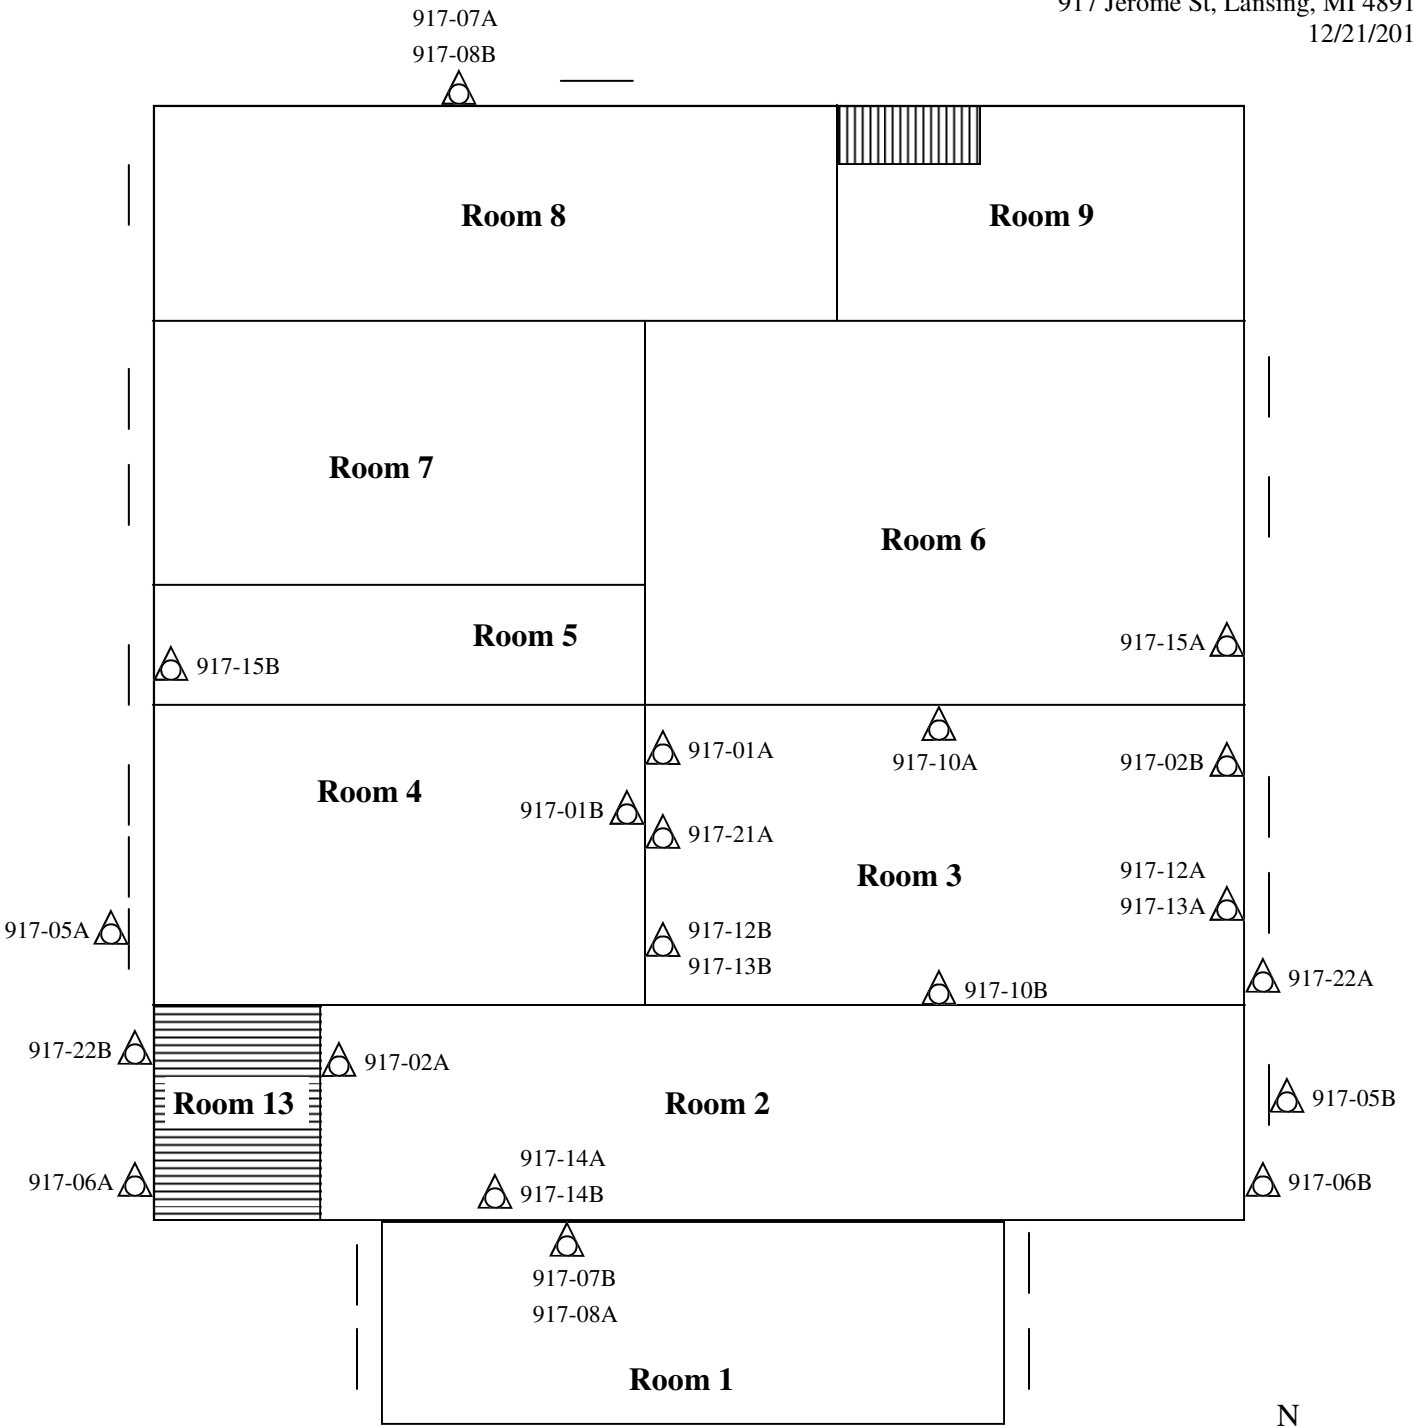 917-07A
917 Jerome St, Lansing, MI 4891
917-08B
12/21/201
Room 8
Room 9
Room 7
Room 6
Room 5
917-15A
917-15B
917-01A
917-10A
917-02B
Room 4
917-01B
917-21A
Room 3
917-12A
917-13A
917-05A
917-12B
917-13B
917-10B
917-22A
917-22B
917-02A
Room 13
Room 2
917-05B
917-14A
917-14B
917-06A
917-06B
917-07B
917-08A
Room 1
N